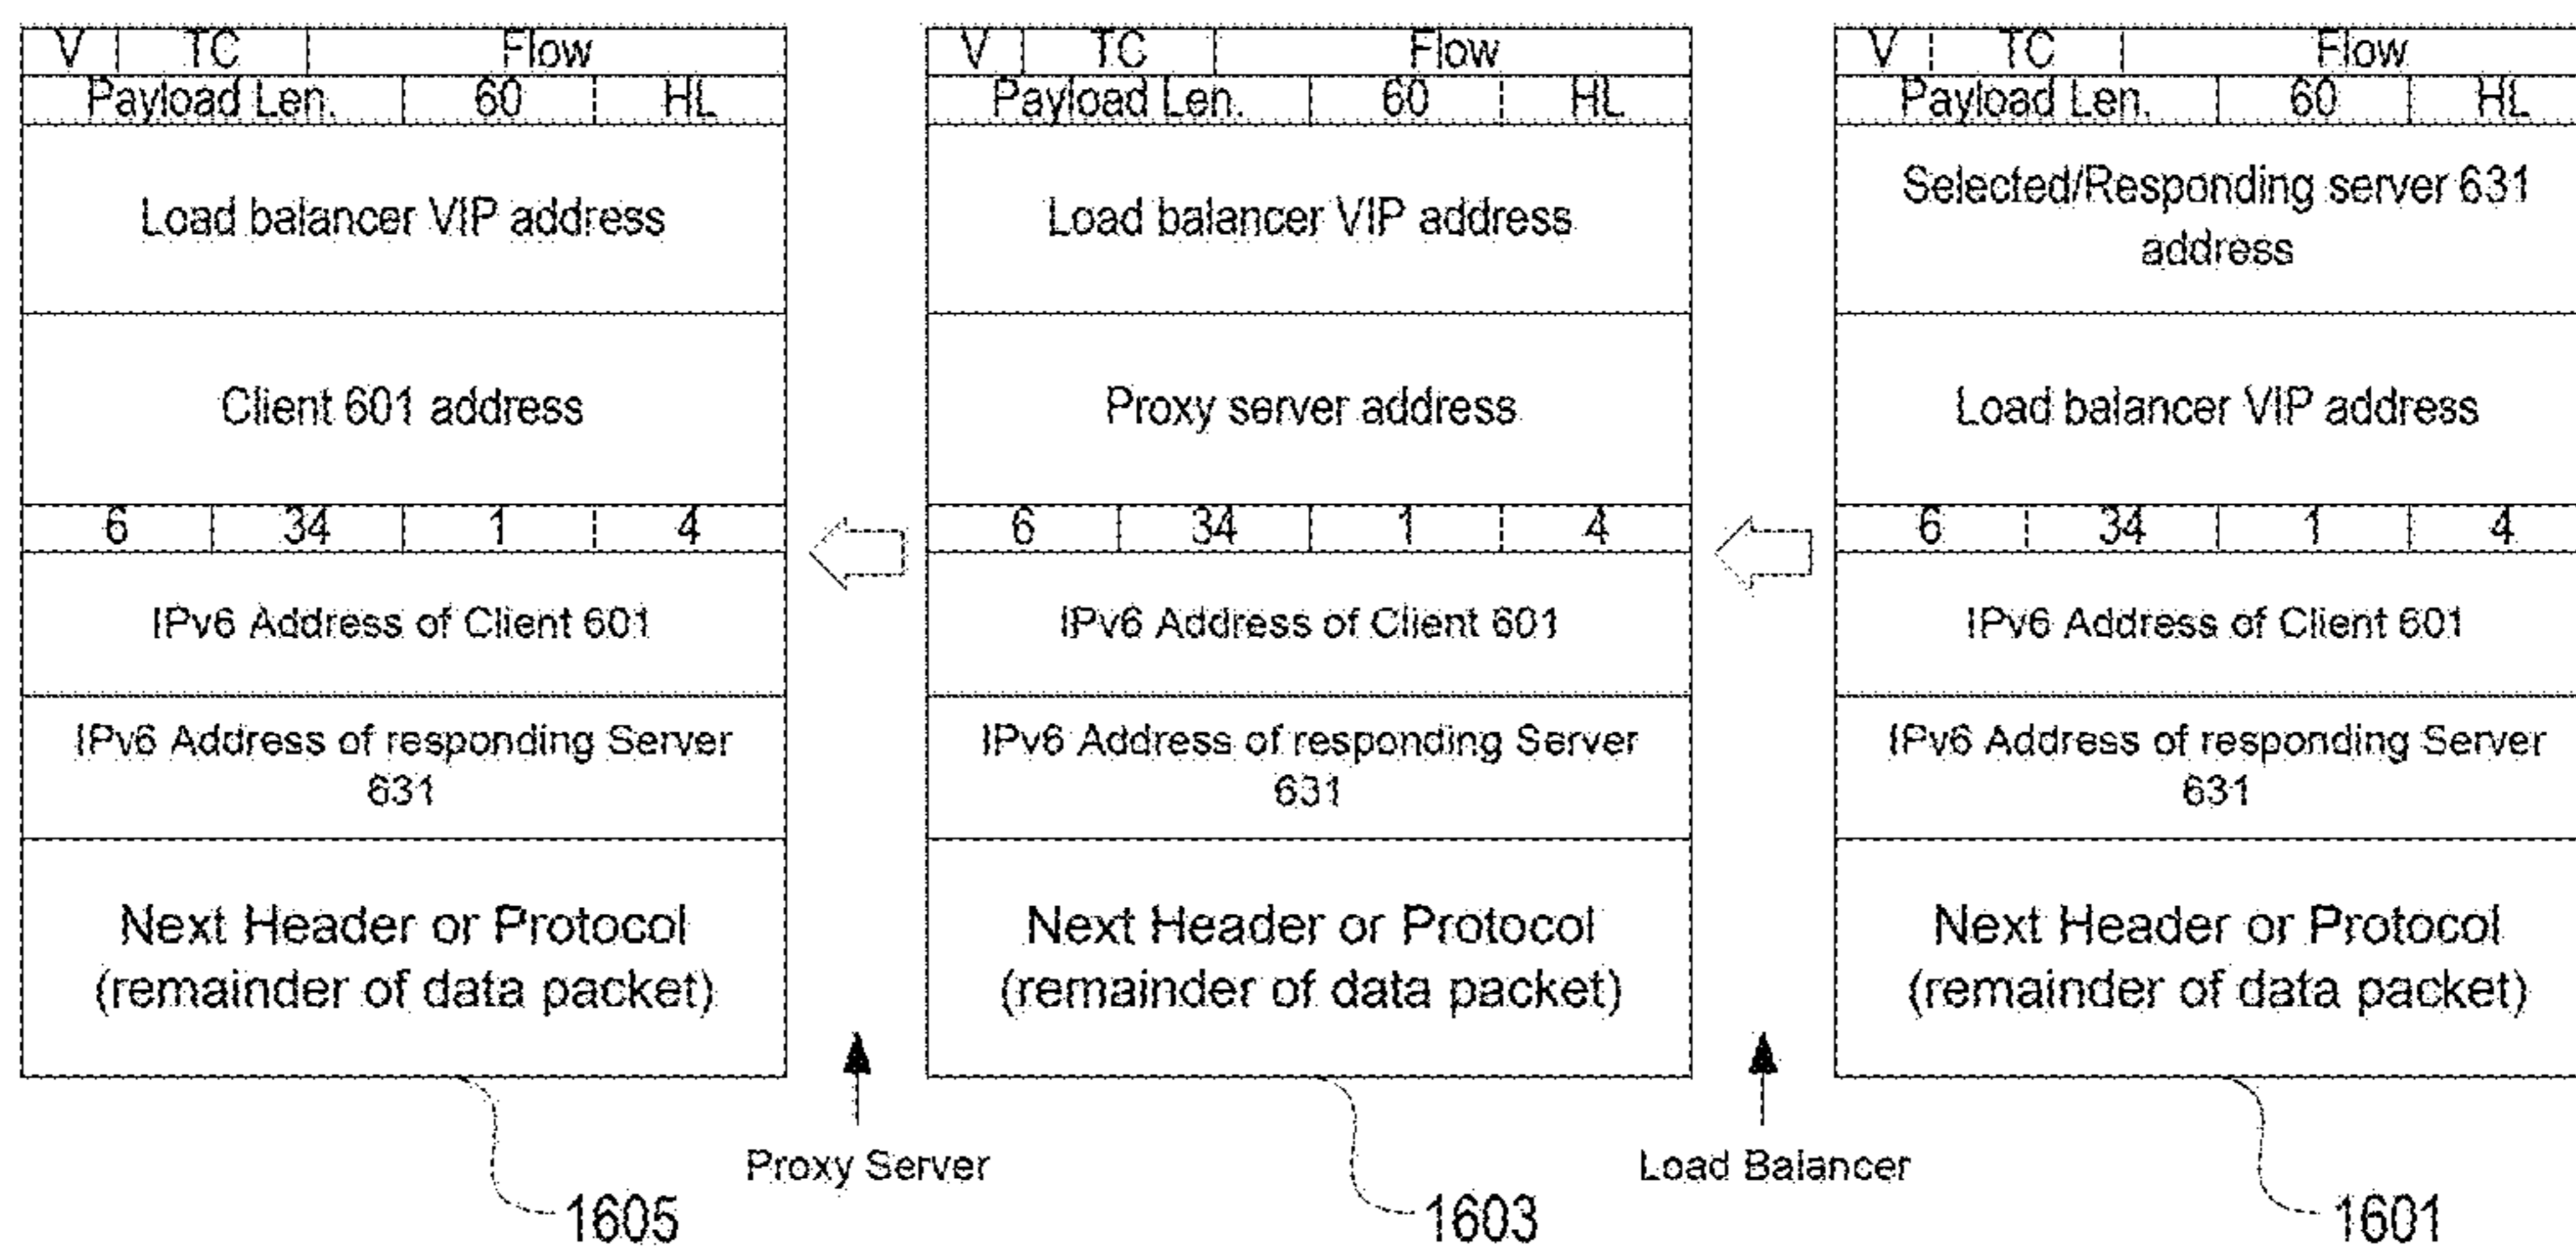 V TC Flow
Payload Len. 60 HL
Load balancer VIP address
Client 601 address
6 34 1 4
IPv6 Address of Client 601
IPv6 Address of responding Server
631
Next Header or Protocol
(remainder of data packet)
1605
Proxy Server
V TC Flow
Payload Len. 60 HL
Load balancer VIP address
Proxy server address
6 34 1 4
IPv6 Address of Client 601
IPv6 Address of responding Server
631
Next Header or Protocol
(remainder of data packet)
1603
Load Balancer
V TC Flow
Payload Len. 60 HL
Selected/Responding server 631
address
Load balancer VIP address
6 34 1 4
IPv6 Address of Client 601
IPv6 Address of responding Server
631
Next Header or Protocol
(remainder of data packet)
1601